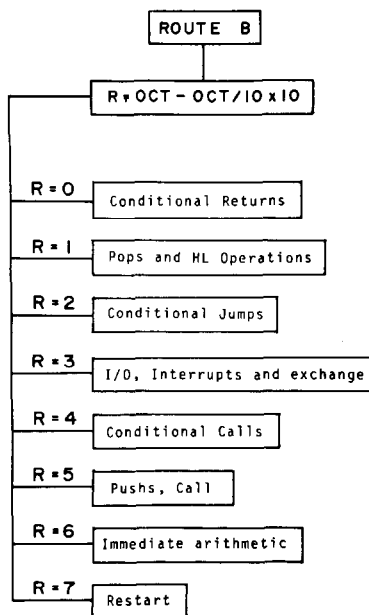 ROUTE B
R = OCT - OCT/10 x 10
R = 0
Conditional Returns
R = 1
Pops and HL Operations
R = 2
Conditional Jumps
R = 3
I/O, Interrupts and exchange
R = 4
Conditional Calls
R = 5
Pushs, Call
R = 6
Immediate arithmetic
R = 7
Restart